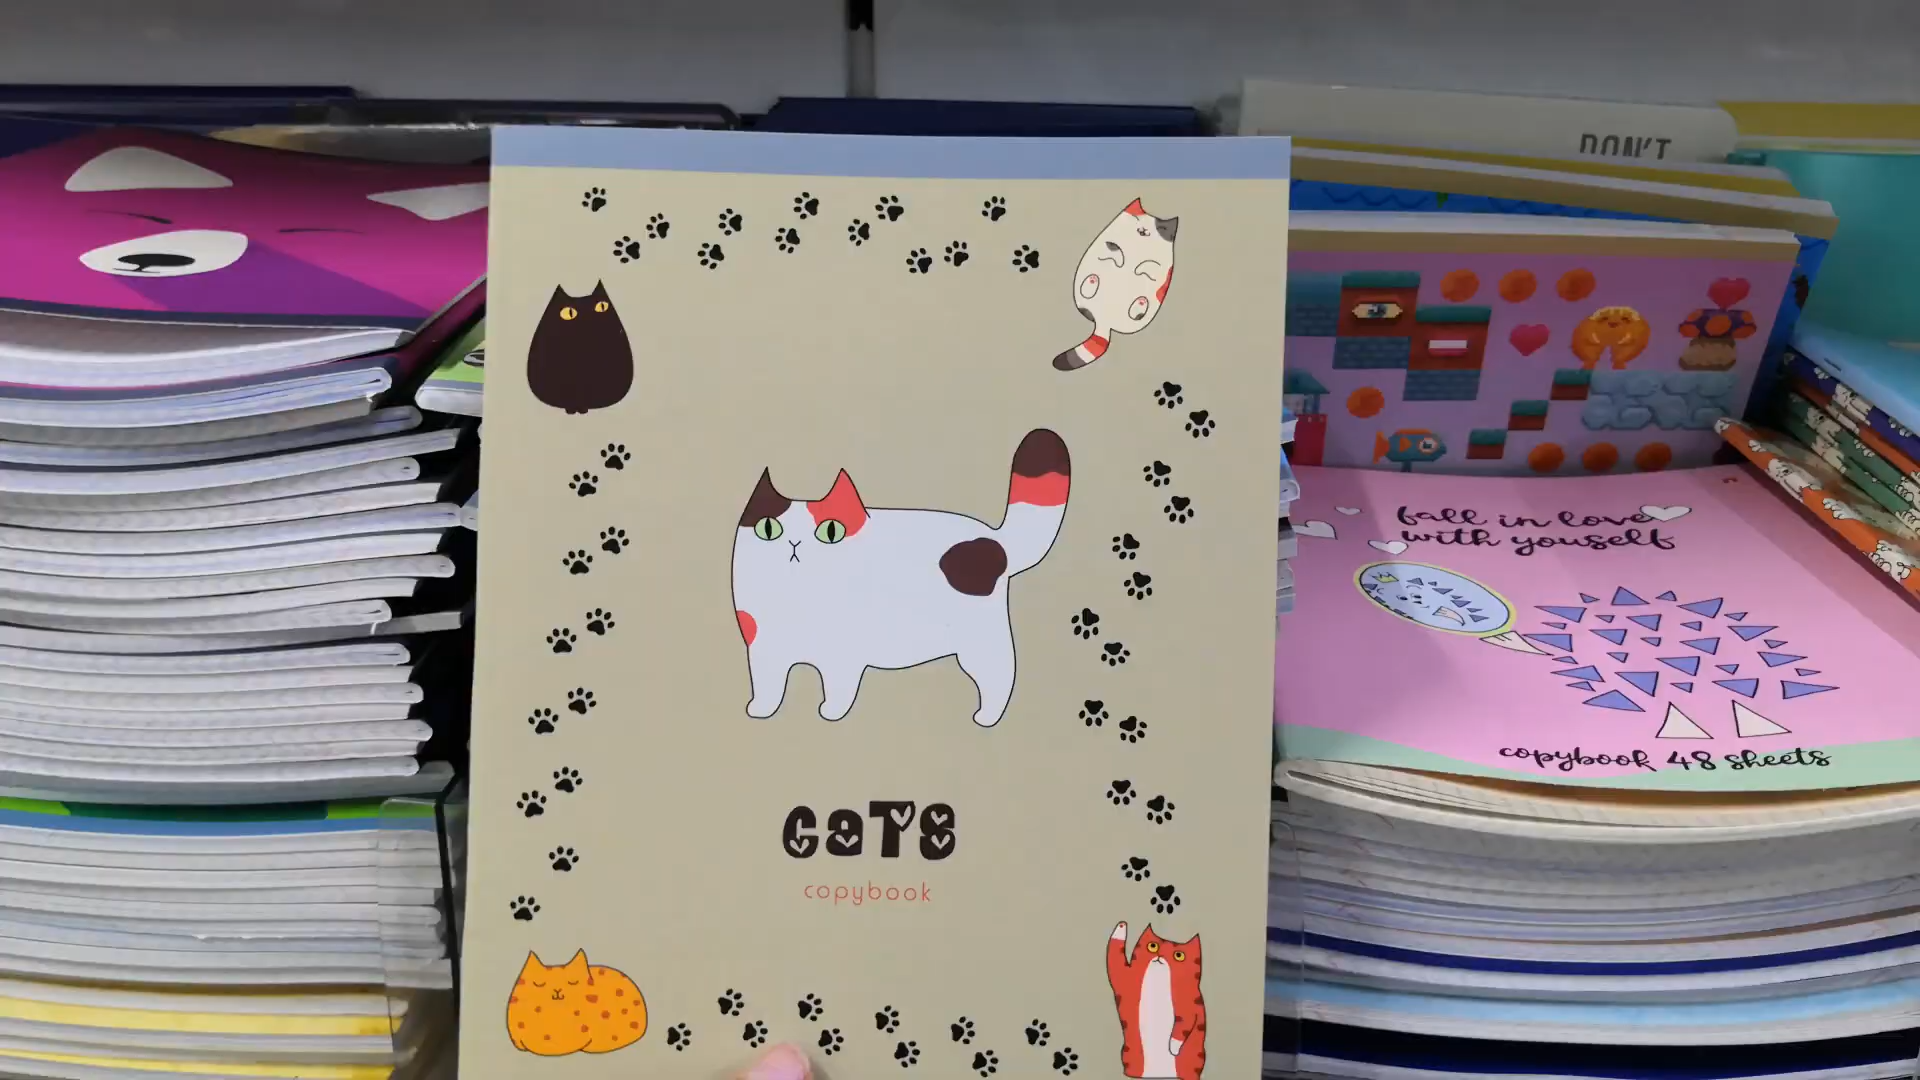 DON'T
cats
copybook
fall in love
with youself
copybook 48 sheets